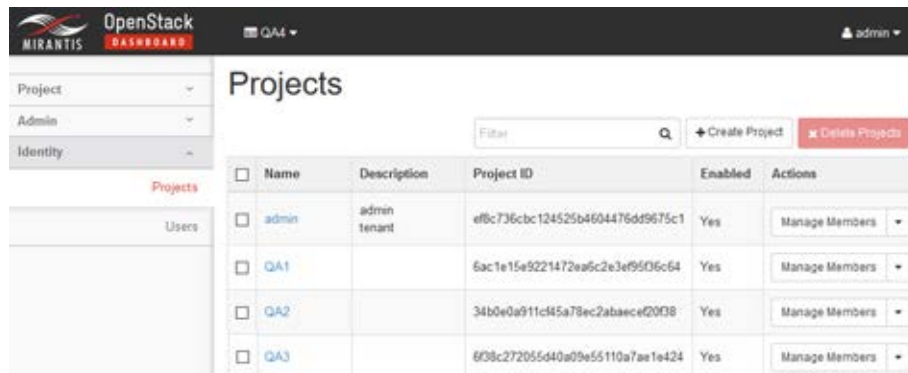 MIRANTIS
OpenStack
DASHBOARD
QA4
admin
Project
Admin
Identity
Projects
Users
Projects
Filter
Create Project
Delete Projects
Name Description Project ID Enabled Actions
admin admin tenant ef8c736cbc124525b4604476dd9675c1 Yes Manage Members
QA1 6ac1e15e9221472ea6c2e3ef95f36c64 Yes Manage Members
QA2 34b0e0a911cf45a78ec2abaecef20f38 Yes Manage Members
QA3 6f38c272055d40a09e55110a7ae1e424 Yes Manage Members